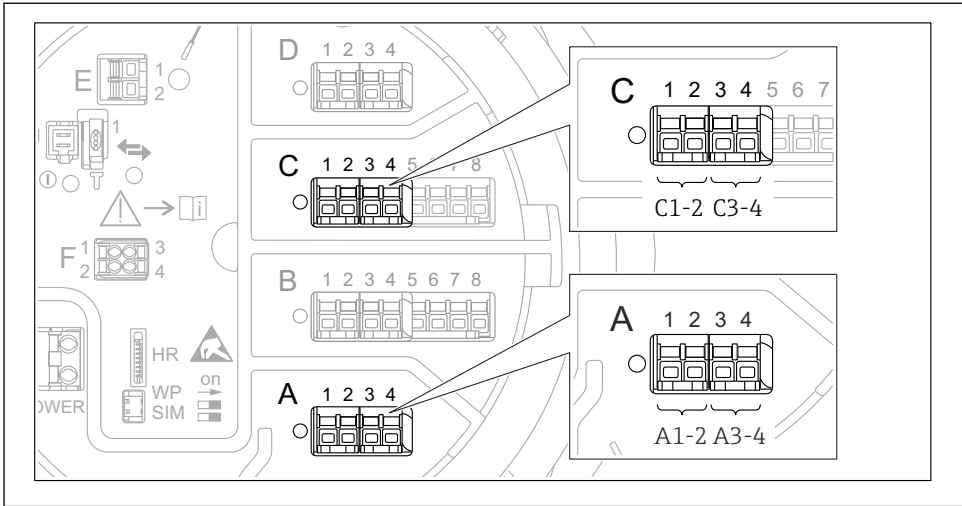 D 1 2 3 4
E 1
2
1
C 1 2 3 4 5 6 7 8
i
F 1 3
2 4
B 1 2 3 4 5 6 7 8
HR
WP on
SIM
OWER
A 1 2 3 4
C 1 2 3 4 5 6 7
C1-2 C3-4
A 1 2 3 4
A1-2 A3-4